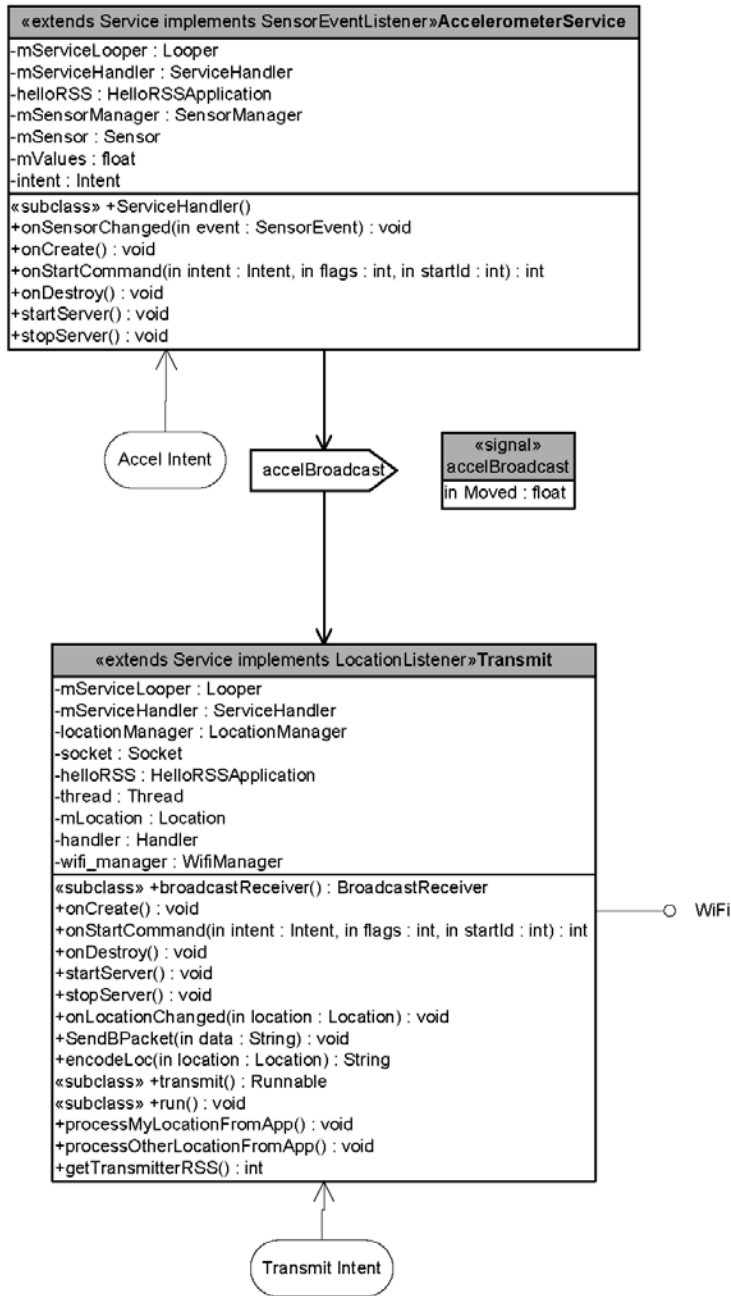 «extends Service implements SensorEventListener»AccelerometerService
-mServiceLooper : Looper
-mServiceHandler : ServiceHandler
-helloRSS : HelloRSSApplication
-mSensorManager : SensorManager
-mSensor : Sensor
-mValues : float
-intent : Intent
«subclass» +ServiceHandler()
+onSensorChanged(in event : SensorEvent) : void
+onCreate() : void
+onStartCommand(in intent : Intent, in flags : int, in startId : int) : int
+onDestroy() : void
+startServer() : void
+stopServer() : void
Accel Intent
accelBroadcast
«signal»
accelBroadcast
in Moved : float
«extends Service implements LocationListener»Transmit
-mServiceLooper : Looper
-mServiceHandler : ServiceHandler
-locationManager : LocationManager
-socket : Socket
-helloRSS : HelloRSSApplication
-thread : Thread
-mLocation : Location
-handler : Handler
-wifi_manager : WifiManager
«subclass» +broadcastReceiver() : BroadcastReceiver
+onCreate() : void
+onStartCommand(in intent : Intent, in flags : int, in startId : int) : int
+onDestroy() : void
+startServer() : void
+stopServer() : void
+onLocationChanged(in location : Location) : void
+SendBPacket(in data : String) : void
+encodeLoc(in location : Location) : String
«subclass» +transmit() : Runnable
«subclass» +run() : void
+processMyLocationFromApp() : void
+processOtherLocationFromApp() : void
+getTransmitterRSS() : int
WiFi
Transmit Intent